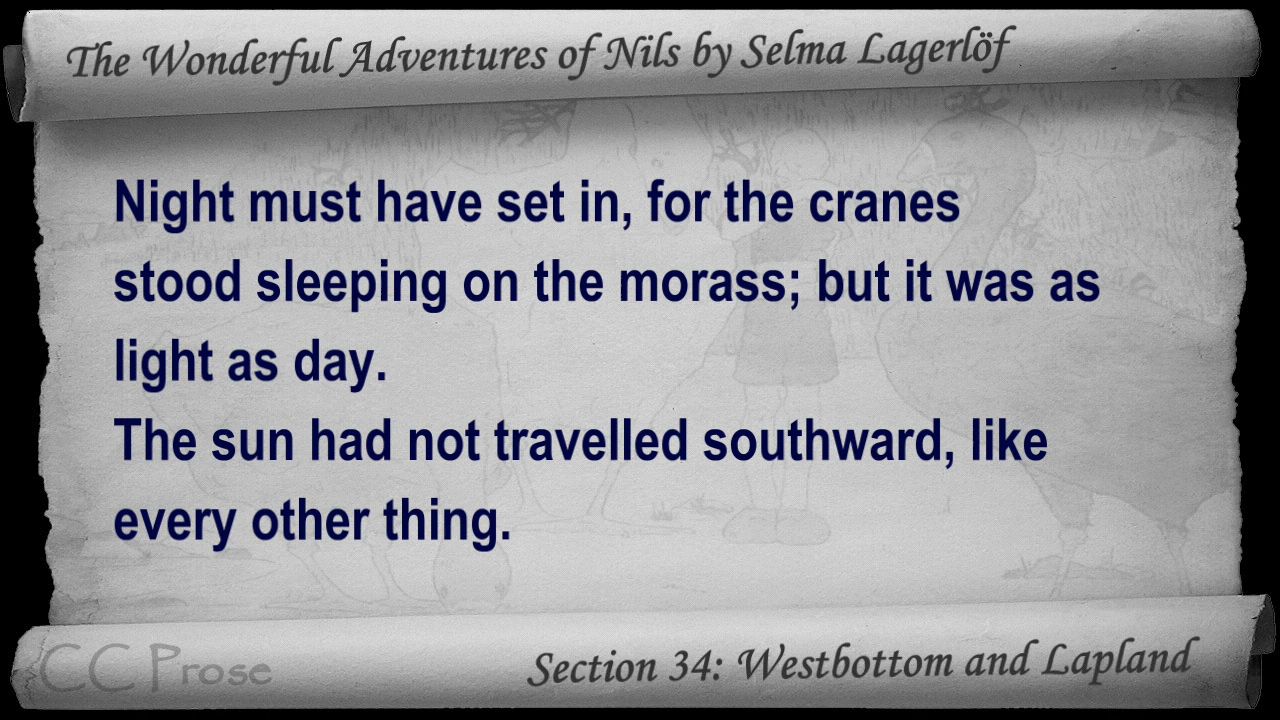 The Wonderful Adventures of Nils by Selma Lagerlöf
Night must have set in, for the cranes
stood sleeping on the morass; but it was as
light as day.
The sun had not travelled southward, like
every other thing.
CC Prose
Section 34: Westbottom and Lapland